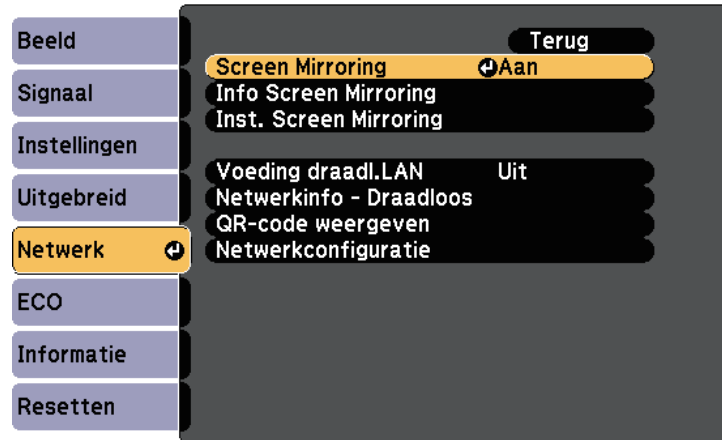 Beeld
Signaal
Instellingen
Uitgebreid
Netwerk
ECO
Informatie
Resetten
Terug
Screen Mirroring Aan
Info Screen Mirroring
Inst. Screen Mirroring
Voeding draadl.LAN Uit
Netwerkinfo - Draadloos
QR-code weergeven
Netwerkconfiguratie